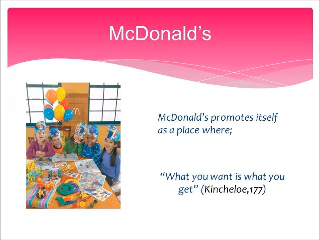 McDonald's
McDonald's promotes itself
as a place where;
“What you want is what you
get” (Kincheloe,177)